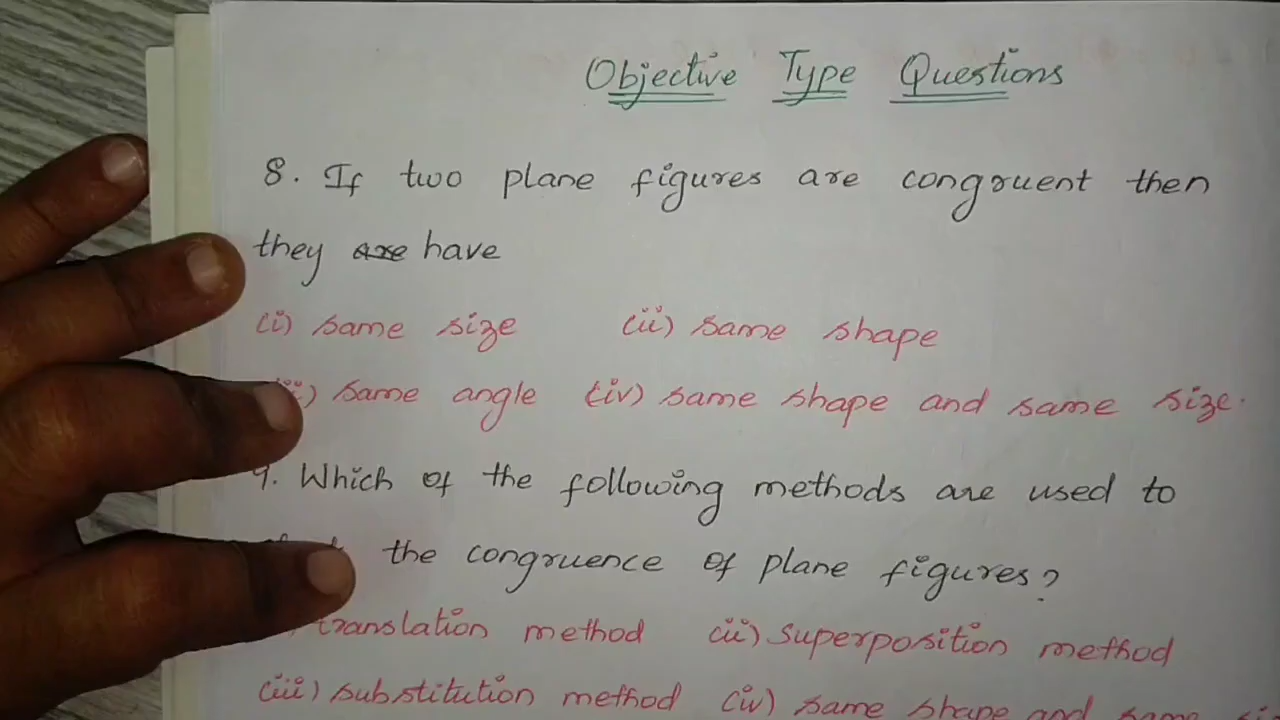 Objective Type Questions
8. If two plane figures are congruent then
they are have
(i) same size (ii) same shape
same angle (iv) same shape and same size.
9. Which of the following methods are used to
the congruence of plane figures?
translation method (ii) superposition method
(iii) substitution method (iv) same shape and same